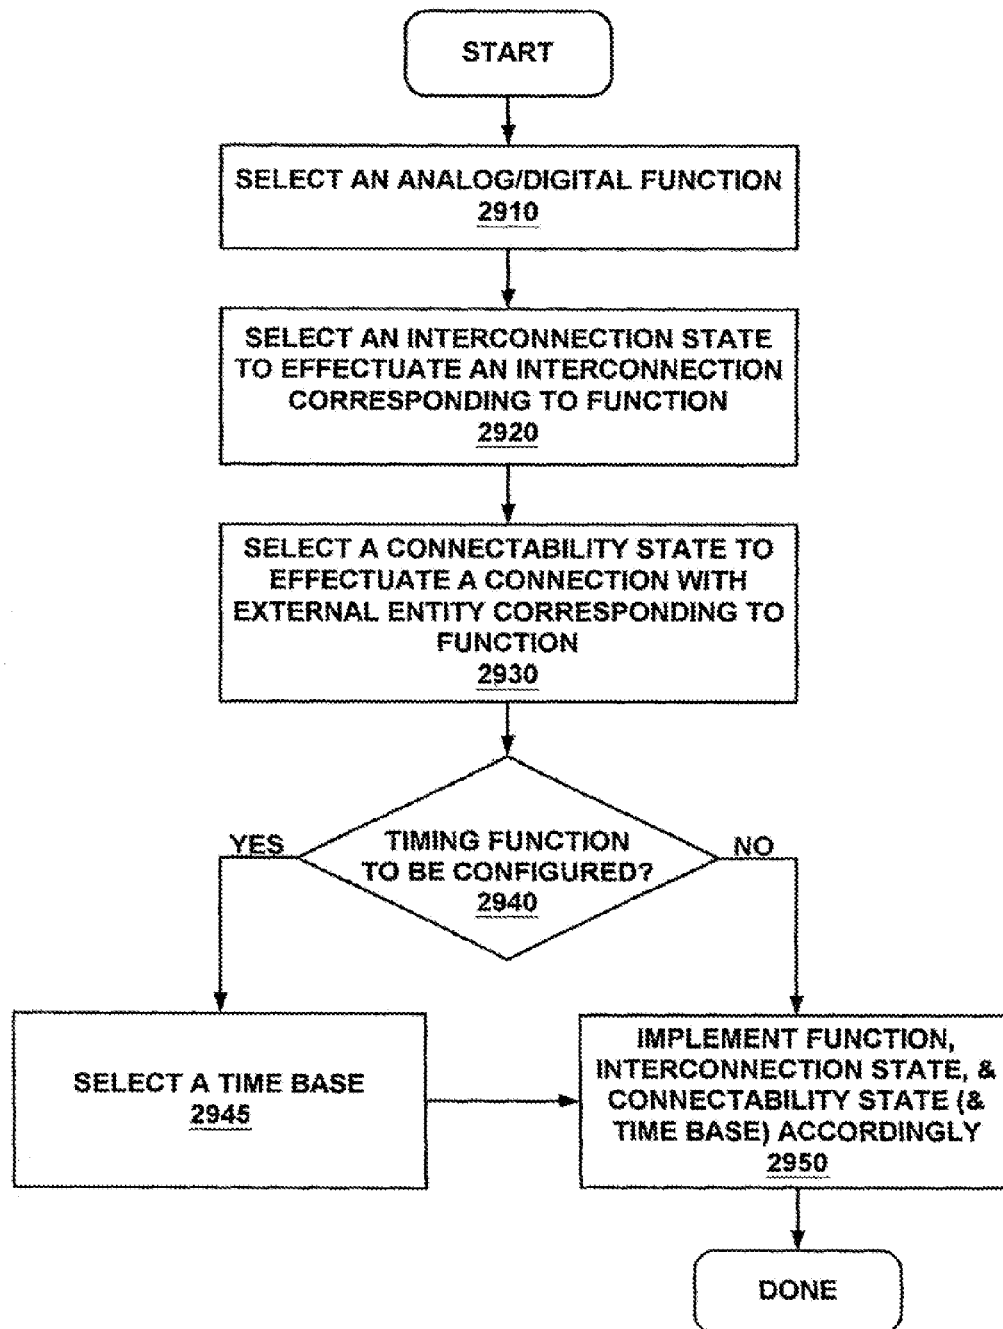 START
SELECT AN ANALOG/DIGITAL FUNCTION
2910
SELECT AN INTERCONNECTION STATE
TO EFFECTUATE AN INTERCONNECTION
CORRESPONDING TO FUNCTION
2920
SELECT A CONNECTABILITY STATE TO
EFFECTUATE A CONNECTION WITH
EXTERNAL ENTITY CORRESPONDING TO
FUNCTION
2930
TIMING FUNCTION
TO BE CONFIGURED?
2940
YES
NO
SELECT A TIME BASE
2945
IMPLEMENT FUNCTION,
INTERCONNECTION STATE, &
CONNECTABILITY STATE (&
TIME BASE) ACCORDINGLY
2950
DONE